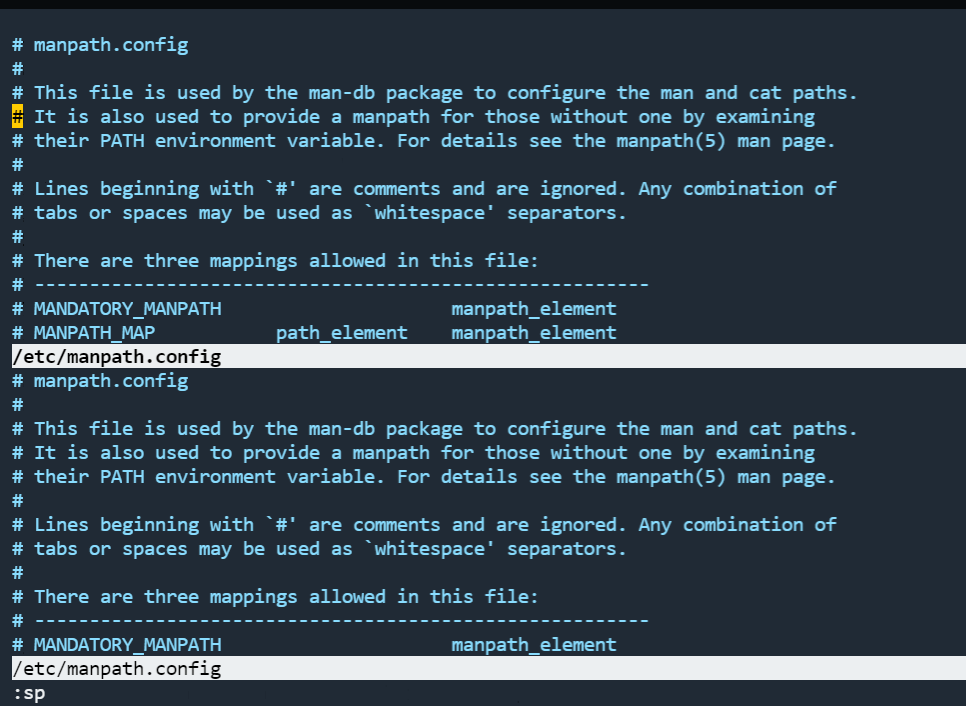 # manpath.config
#
# This file is used by the man-db package to configure the man and cat paths.
# It is also used to provide a manpath for those without one by examining
# their PATH environment variable. For details see the manpath(5) man page.
#
# Lines beginning with `#' are comments and are ignored. Any combination of
# tabs or spaces may be used as `whitespace' separators.
#
# There are three mappings allowed in this file:
# --------------------------------------------------------
# MANDATORY_MANPATH                     manpath_element
# MANPATH_MAP           path_element    manpath_element
/etc/manpath.config
# manpath.config
#
# This file is used by the man-db package to configure the man and cat paths.
# It is also used to provide a manpath for those without one by examining
# their PATH environment variable. For details see the manpath(5) man page.
#
# Lines beginning with `#' are comments and are ignored. Any combination of
# tabs or spaces may be used as `whitespace' separators.
#
# There are three mappings allowed in this file:
# --------------------------------------------------------
# MANDATORY_MANPATH                     manpath_element
/etc/manpath.config
:sp